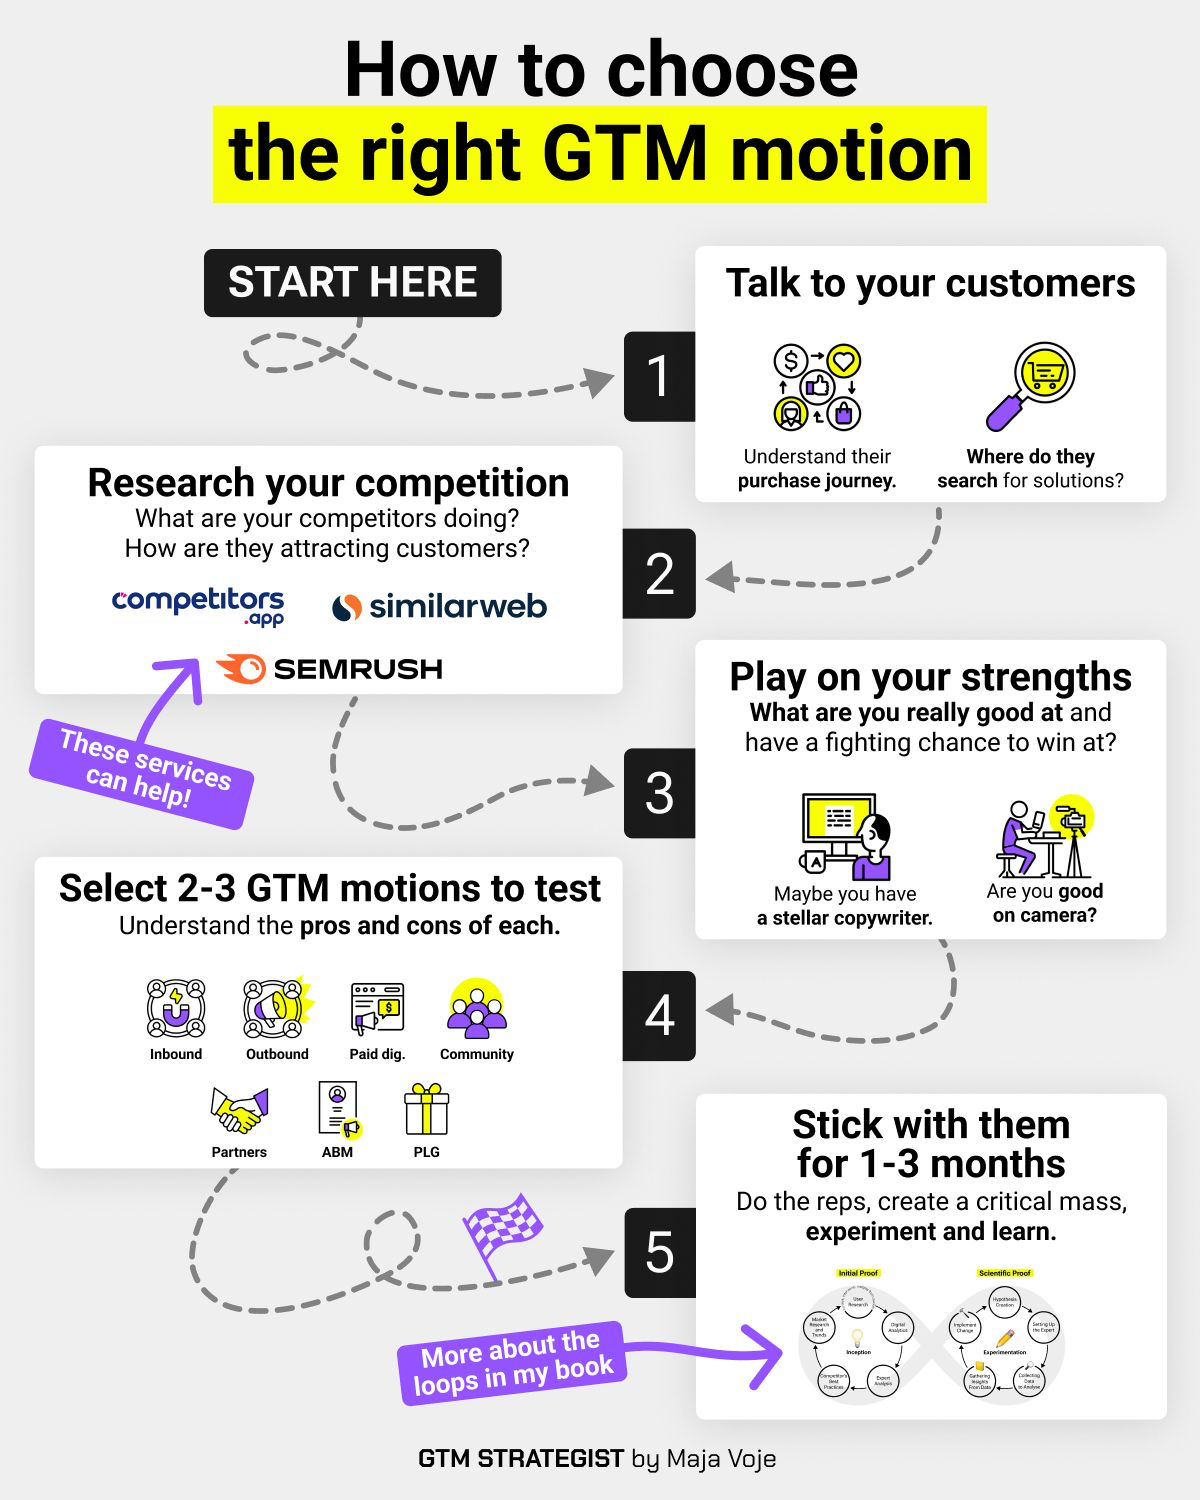 How to choose
the right GTM motion
START HERE
1
Talk to your customers
Understand their
purchase journey.
Where do they
search for solutions?
2
Research your competition
What are your competitors doing?
How are they attracting customers?
competitors
.app
similarweb
SEMRUSH
These services
can help!
3
Play on your strengths
What are you really good at and
have a fighting chance to win at?
A
Maybe you have
a stellar copywriter.
Are you good
on camera?
4
Select 2-3 GTM motions to test
Understand the pros and cons of each.
Inbound
Outbound
Paid dig.
Community
Partners
ABM
PLG
5
Stick with them
for 1-3 months
Do the reps, create a critical mass,
experiment and learn.
Initial Proof
User
Research
Digital
Analytics
Expert
Analysis
Competitor's
Best
Practices
Market
Research
and
Trends
Inception
Scientific Proof
Hypothesis
Creation
Setting Up
the Expert
Collecting
Data
to Analyse
Gathering
Insights
From Data
Implement
Change
Experimentation
More about the
loops in my book
GTM STRATEGIST by Maja Voje